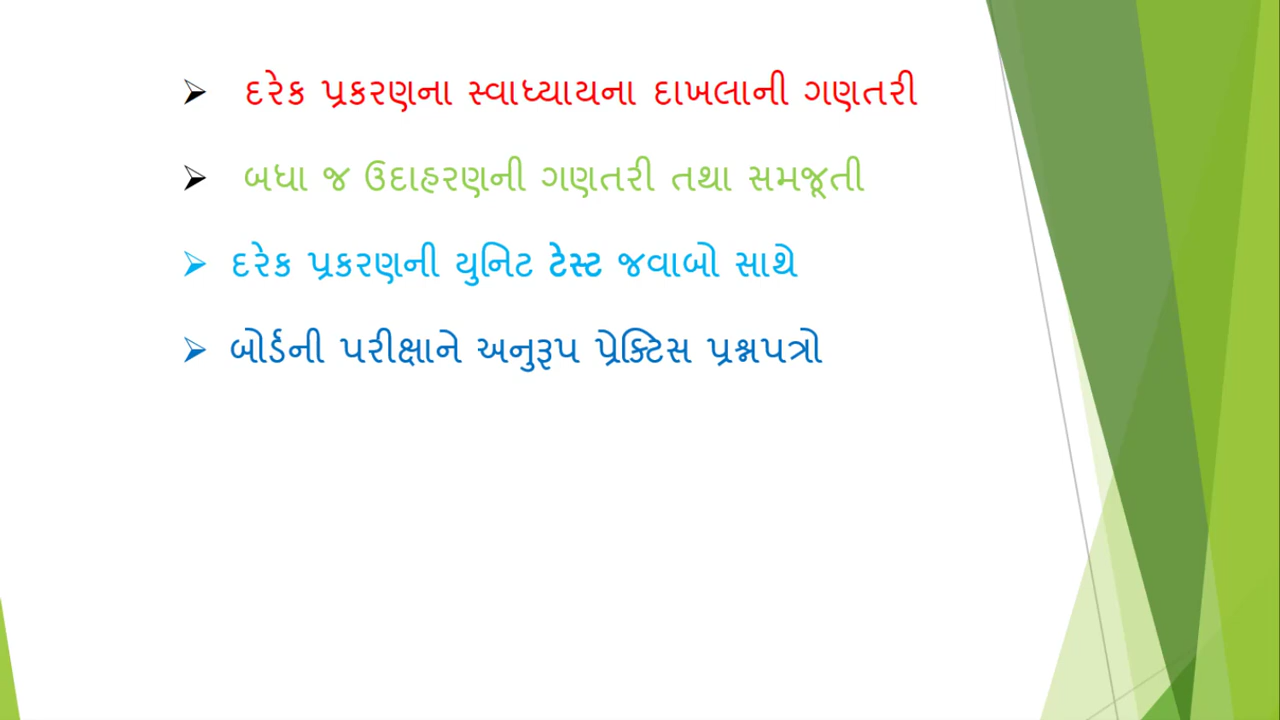 દરેક પ્રકરણના સ્વાધ્યાયના દાખલાની ગણતરી
બધા જ ઉદાહરણની ગણતરી તથા સમજૂતી
દરેક પ્રકરણની યુનિટ ટેસ્ટ જવાબો સાથે
બોર્ડની પરીક્ષાને અનુરૂપ પ્રેક્ટિસ પ્રશ્નપત્રો